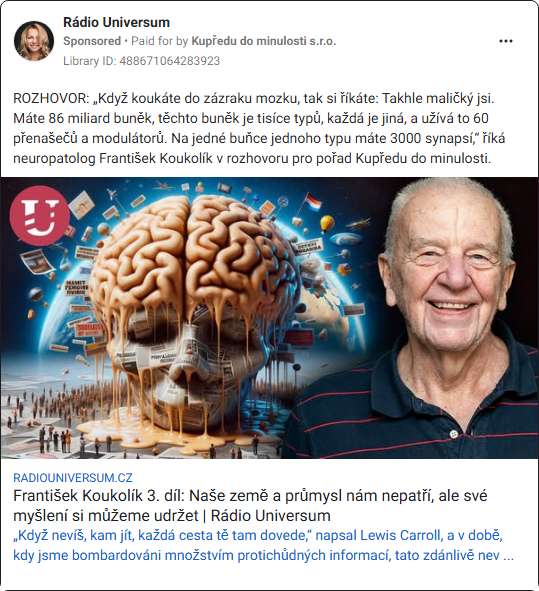 Rádio Universum
Sponsored • Paid for by Kupředu do minulosti s.r.o.
Library ID: 488671064283923
ROZHOVOR: „Když koukáte do zázraku mozku, tak si říkáte: Takhle maličký jsi.
Máte 86 miliard buněk, těchto buněk je tisíce typů, každá je jiná, a užívá to 60
přenašečů a modulátorů. Na jedné buňce jednoho typu máte 3000 synapsí,“ říká
neuropatolog František Koukolík v rozhovoru pro pořad Kupředu do minulosti.
U
RADIOUNIVERSUM.CZ
František Koukolík 3. díl: Naše země a průmysl nám nepatří, ale své
myšlení si můžeme udržet | Rádio Universum
„Když nevíš, kam jít, každá cesta tě tam dovede,“ napsal Lewis Carroll, a v době,
kdy jsme bombardováni množstvím protichůdných informací, tato zdánlivě nev ...